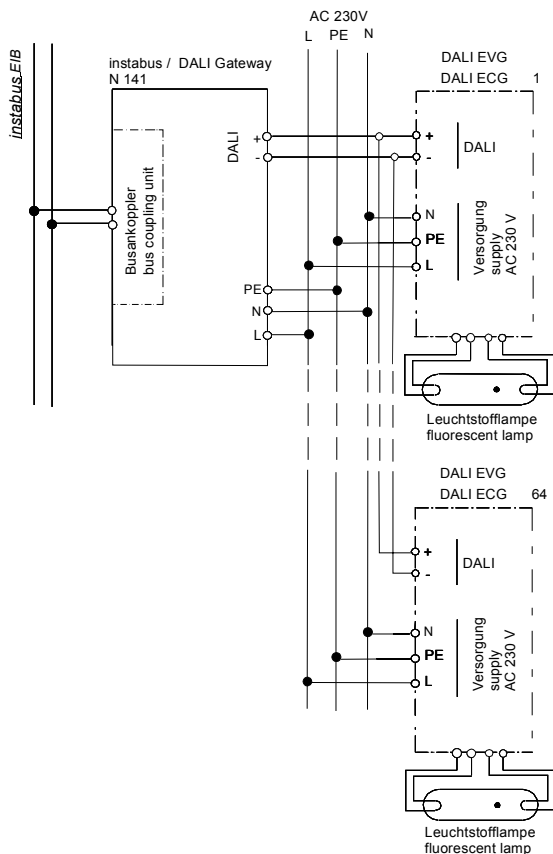 AC 230V
L PE N
instabus EIB
instabus / DALI Gateway
N 141
Busankoppler
bus coupling unit
DALI
+
-
PE
N
L
DALI EVG
DALI ECG 1
+
-
DALI
N
PE
L
Versorgung
supply
AC 230 V
Leuchtstofflampe
fluorescent lamp
DALI EVG
DALI ECG 64
+
-
DALI
N
PE
L
Versorgung
supply
AC 230 V
Leuchtstofflampe
fluorescent lamp